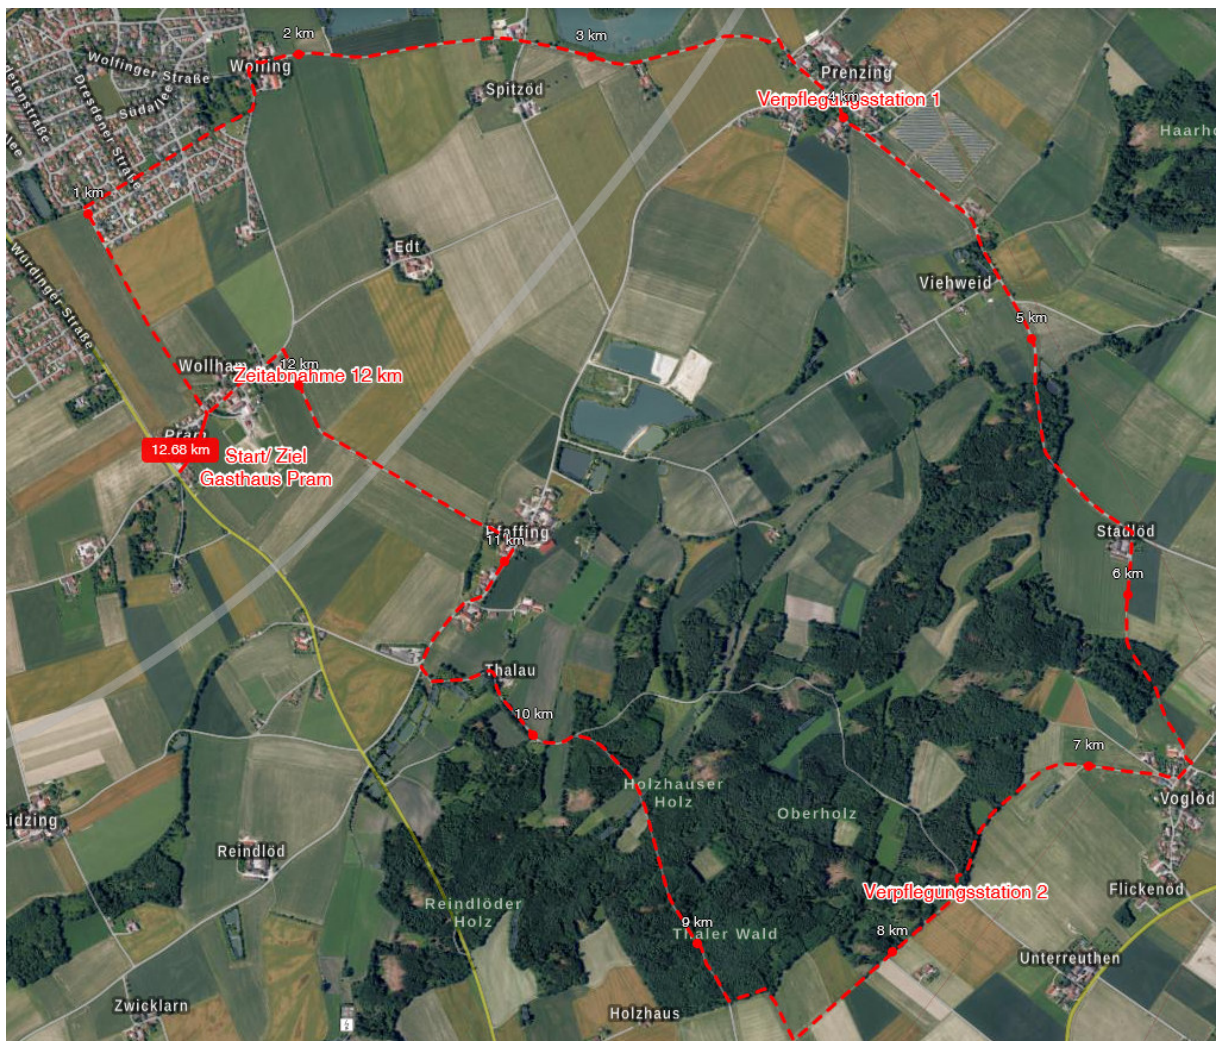 2 km
3 km
Wolfinger Straße
Wolfing
Prenzing
Spitzöd
Verpflegungsstation 1
4 km
Dresdener Straße
Südallee
Haarho
1 km
Edt
Würdinger Straße
Viehweid
5 km
Wollham
12 km
Zeitabnahme 12 km
Pram
12.68 km
Start/ Ziel
Gasthaus Pram
Pfaffing
11 km
Stadlöd
6 km
Thalau
10 km
7 km
Holzhauser
Holz
Oberholz
Voglöd
idzing
Reindlöd
Verpflegungsstation 2
Flickenöd
Reindlöder
Holz
9 km
Thaler Wald
8 km
Unterreuthen
Zwicklarn
Holzhaus